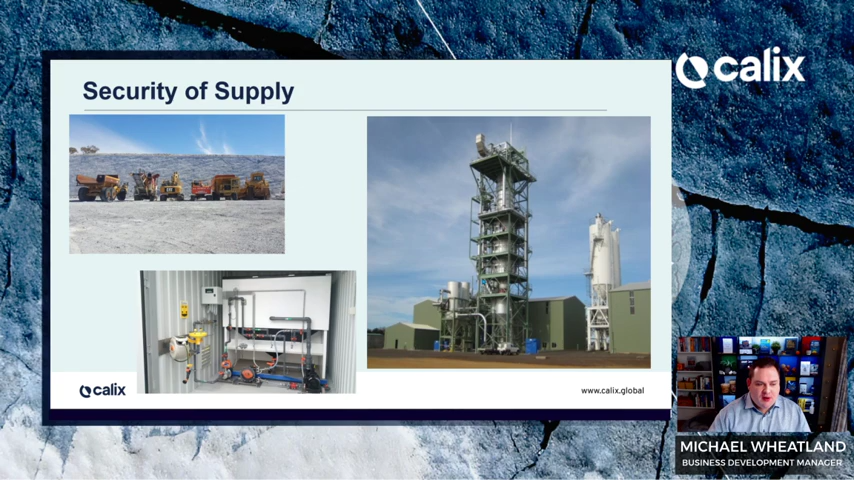 Security of Supply
calix
calix
www.calix.global
MICHAEL WHEATLAND
BUSINESS DEVELOPMENT MANAGER